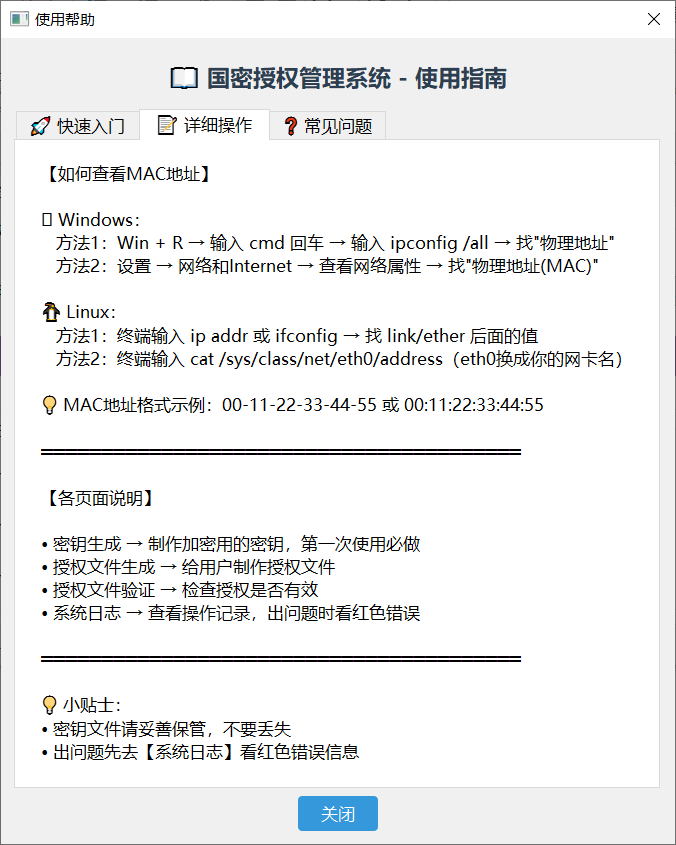 使用帮助
📖 国密授权管理系统 - 使用指南
🚀 快速入门
📝 详细操作
❓ 常见问题
【如何查看MAC地址】
Windows：
方法1：Win + R → 输入 cmd 回车 → 输入 ipconfig /all → 找"物理地址"
方法2：设置 → 网络和Internet → 查看网络属性 → 找"物理地址(MAC)"
🐧 Linux：
方法1：终端输入 ip addr 或 ifconfig → 找 link/ether 后面的值
方法2：终端输入 cat /sys/class/net/eth0/address（eth0换成你的网卡名）
💡 MAC地址格式示例：00-11-22-33-44-55 或 00:11:22:33:44:55
【各页面说明】
• 密钥生成 → 制作加密用的密钥，第一次使用必做
• 授权文件生成 → 给用户制作授权文件
• 授权文件验证 → 检查授权是否有效
• 系统日志 → 查看操作记录，出问题时看红色错误
💡 小贴士：
• 密钥文件请妥善保管，不要丢失
• 出问题先去【系统日志】看红色错误信息
关闭